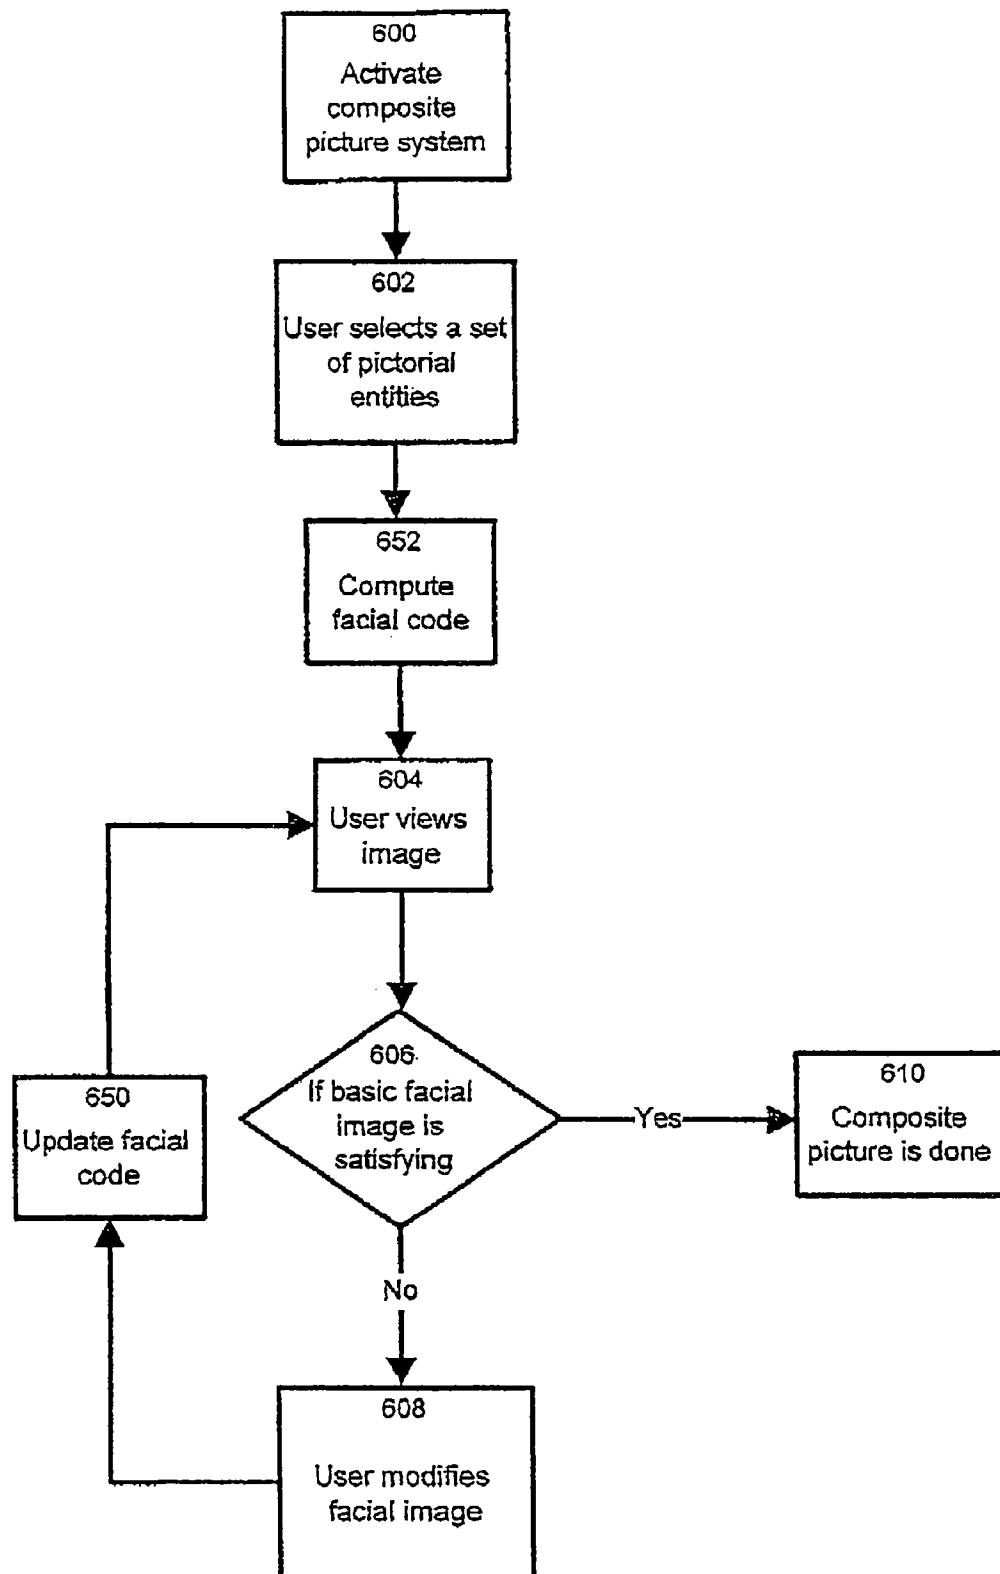 600
Activate
composite
picture system
602
User selects a set
of pictorial
entities
652
Compute
facial code
604
User views
image
606
If basic facial
image is
satisfying
Yes
610
Composite
picture is done
650
Update facial
code
No
608
User modifies
facial image